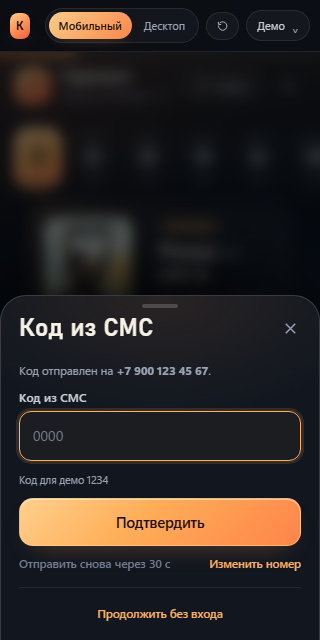 К
Мобильный
Десктоп
Демо
Код из СМС
Код отправлен на +7 900 123 45 67.
Код из СМС
0000
Код для демо 1234
Подтвердить
Отправить снова через 30 с
Изменить номер
Продолжить без входа